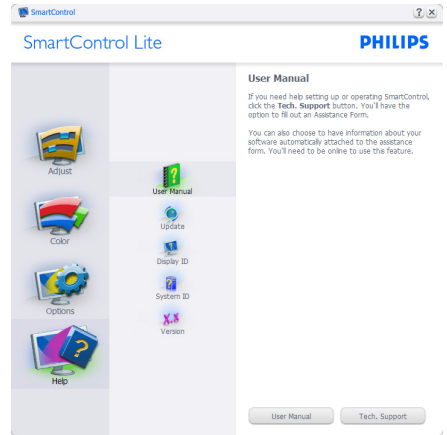 SmartControl
? ×
SmartControl Lite
PHILIPS
Adjust
Color
Options
?
Help
?
User Manual
Update
Display ID
?
System ID
X.X
Version
User Manual
If you need help setting up or operating SmartControl,
click the Tech. Support button. You'll have the
option to fill out an Assistance Form.
You can also choose to have information about your
software automatically attached to the assistance
form. You'll need to be online to use this feature.
User Manual
Tech. Support